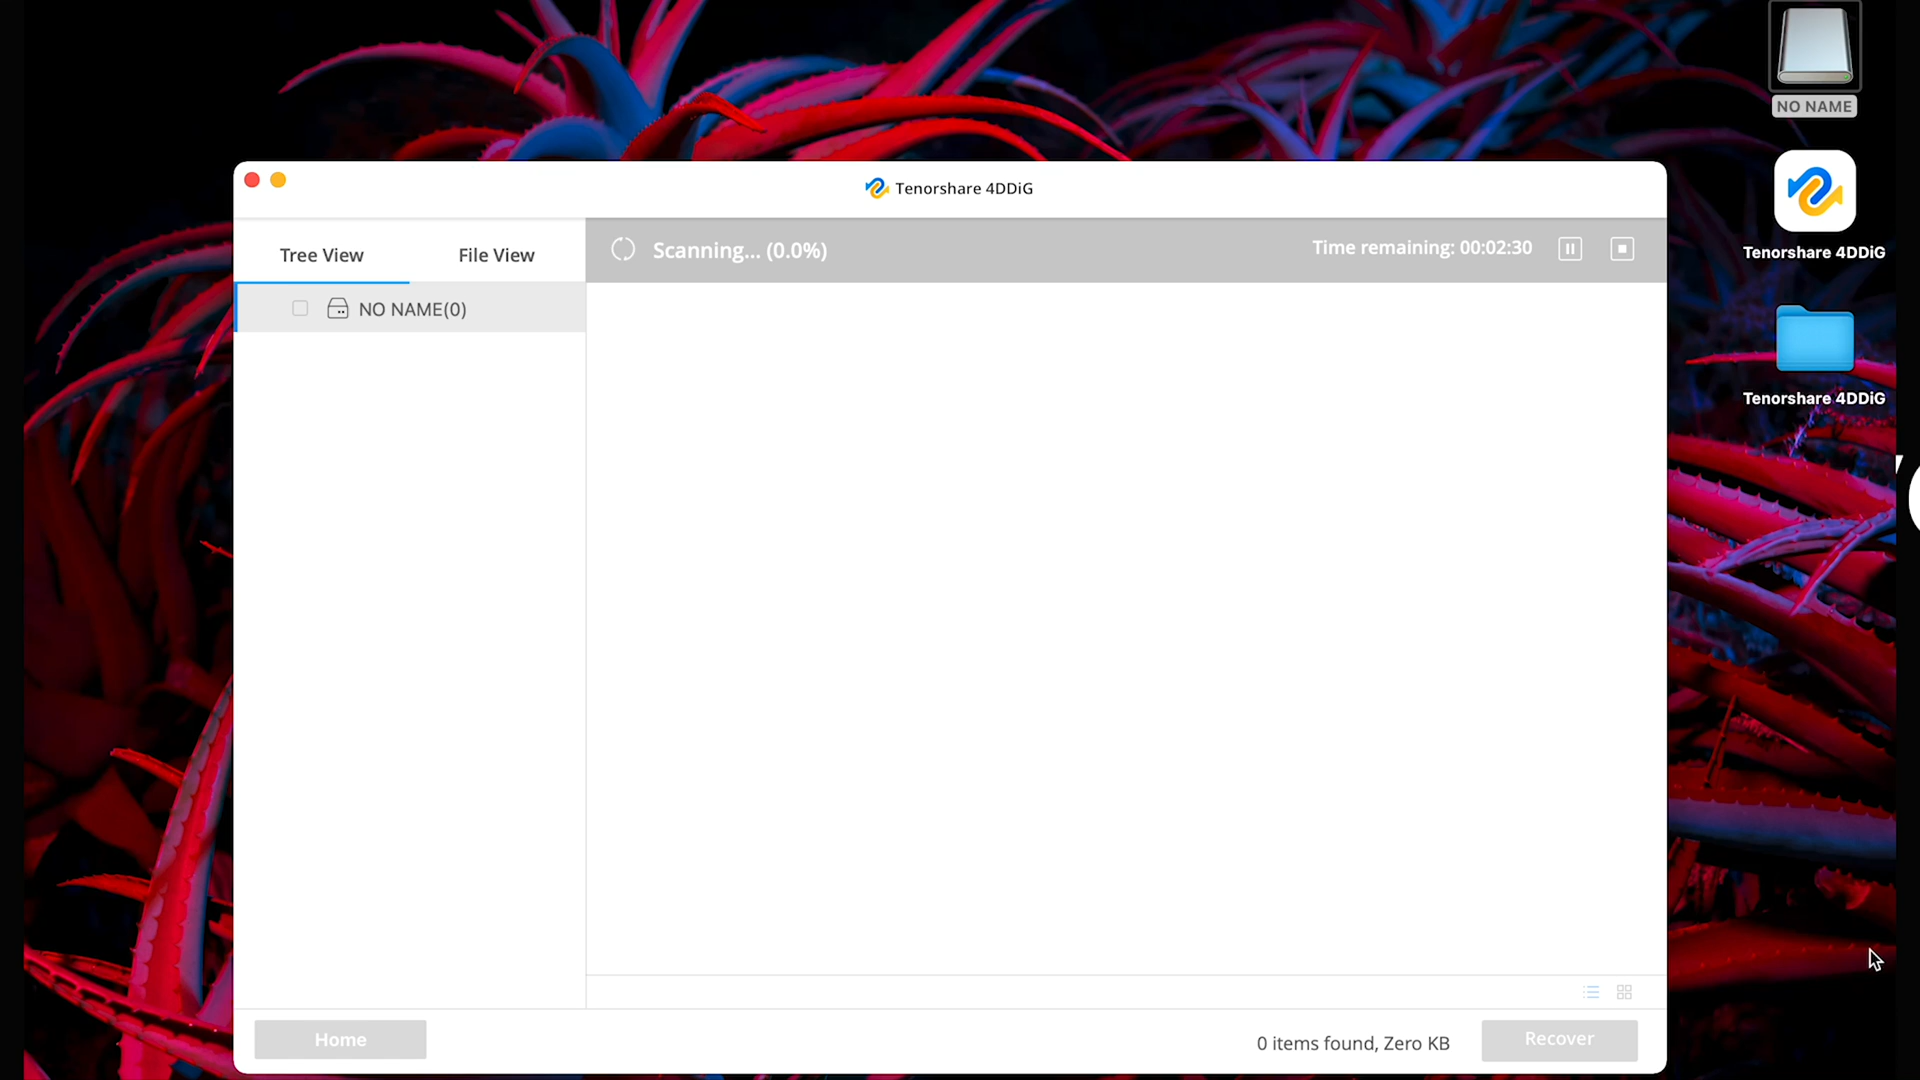 NO NAME
Tenorshare 4DDiG
Tree View
File View
Scanning... (0.0%)
Time remaining: 00:02:30
NO NAME(0)
Tenorshare 4DDiG
Tenorshare 4DDiG
Home
0 items found, Zero KB
Recover